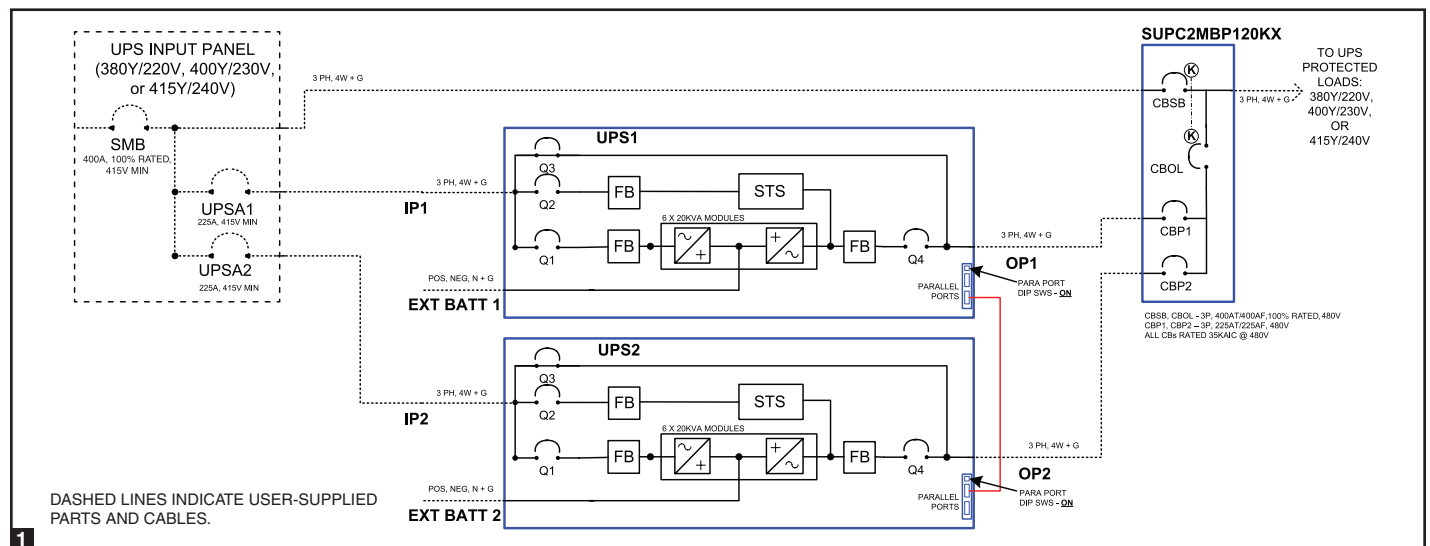 UPS INPUT PANEL
(380Y/220V, 400Y/230V,
or 415Y/240V)
SMB
400A, 100% RATED,
415V MIN
UPSA1
225A, 415V MIN
UPSA2
225A, 415V MIN
3 PH, 4W + G
SUPC2MBP120KX
K
CBSB
K
CBOL
CBP1
CBP2
3 PH, 4W + G
TO UPS
PROTECTED
LOADS:
380Y/220V,
400Y/230V,
OR
415Y/240V
CBSB, CBOL - 3P, 400AT/400AF,100% RATED, 480V
CBP1, CBP2 – 3P, 225AT/225AF, 480V
ALL CBs RATED 35KAIC @ 480V
UPS1
3 PH, 4W + G
IP1
Q3
Q2
FB
STS
6 X 20KVA MODULES
Q1
FB
FB
Q4
3 PH, 4W + G
OP1
POS, NEG, N + G
EXT BATT 1
PARALLEL
PORTS
PARA PORT
DIP SWS - ON
UPS2
3 PH, 4W + G
IP2
Q3
Q2
FB
STS
6 X 20KVA MODULES
Q1
FB
FB
Q4
3 PH, 4W + G
OP2
POS, NEG, N + G
EXT BATT 2
PARALLEL
PORTS
PARA PORT
DIP SWS - ON
DASHED LINES INDICATE USER-SUPPLIED
PARTS AND CABLES.
1